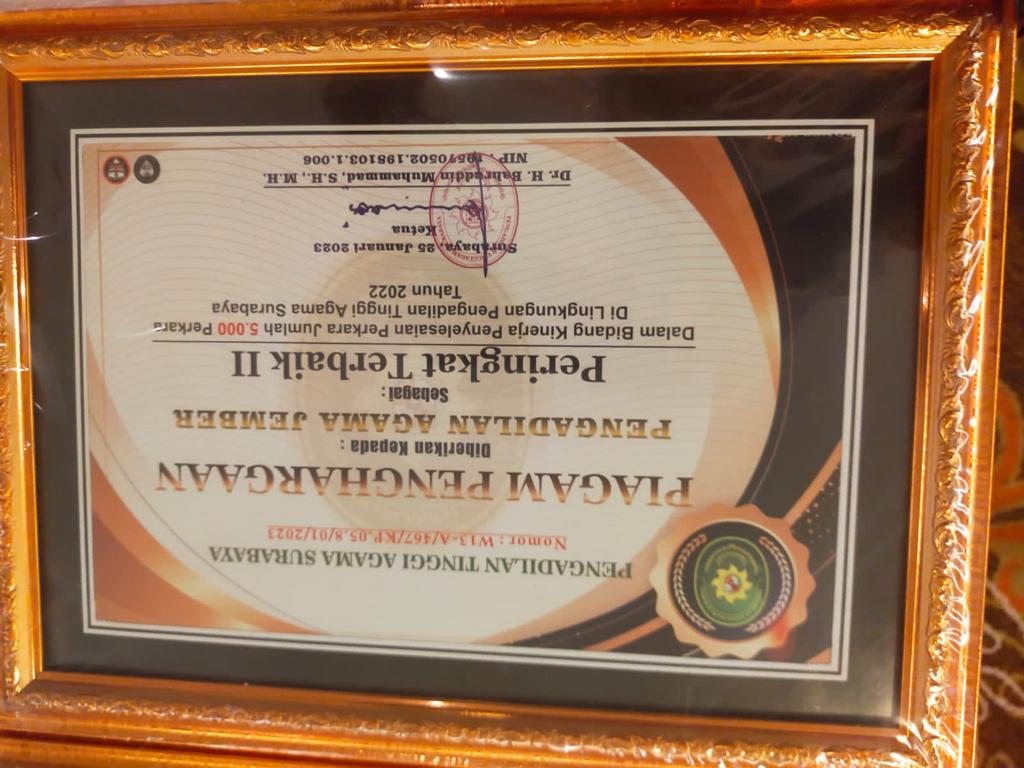 PENGADILAN TINGGI AGAMA SURABAYA
Nomor : W13-A/467/KP.05.8/01/2023
PIAGAM PENGHARGAAN
Diberikan Kepada :
PENGADILAN AGAMA JEMBER
Sebagai :
Peringkat Terbaik II
Dalam Bidang Kinerja Penyelesaian Perkara Jumlah 5.000 Perkara
Di Lingkungan Pengadilan Tinggi Agama Surabaya
Tahun 2022
Surabaya, 25 Januari 2023
Ketua
Dr. H. Bahruddin Muhammad, S.H., M.H.
NIP . 19570502.198103.1.006